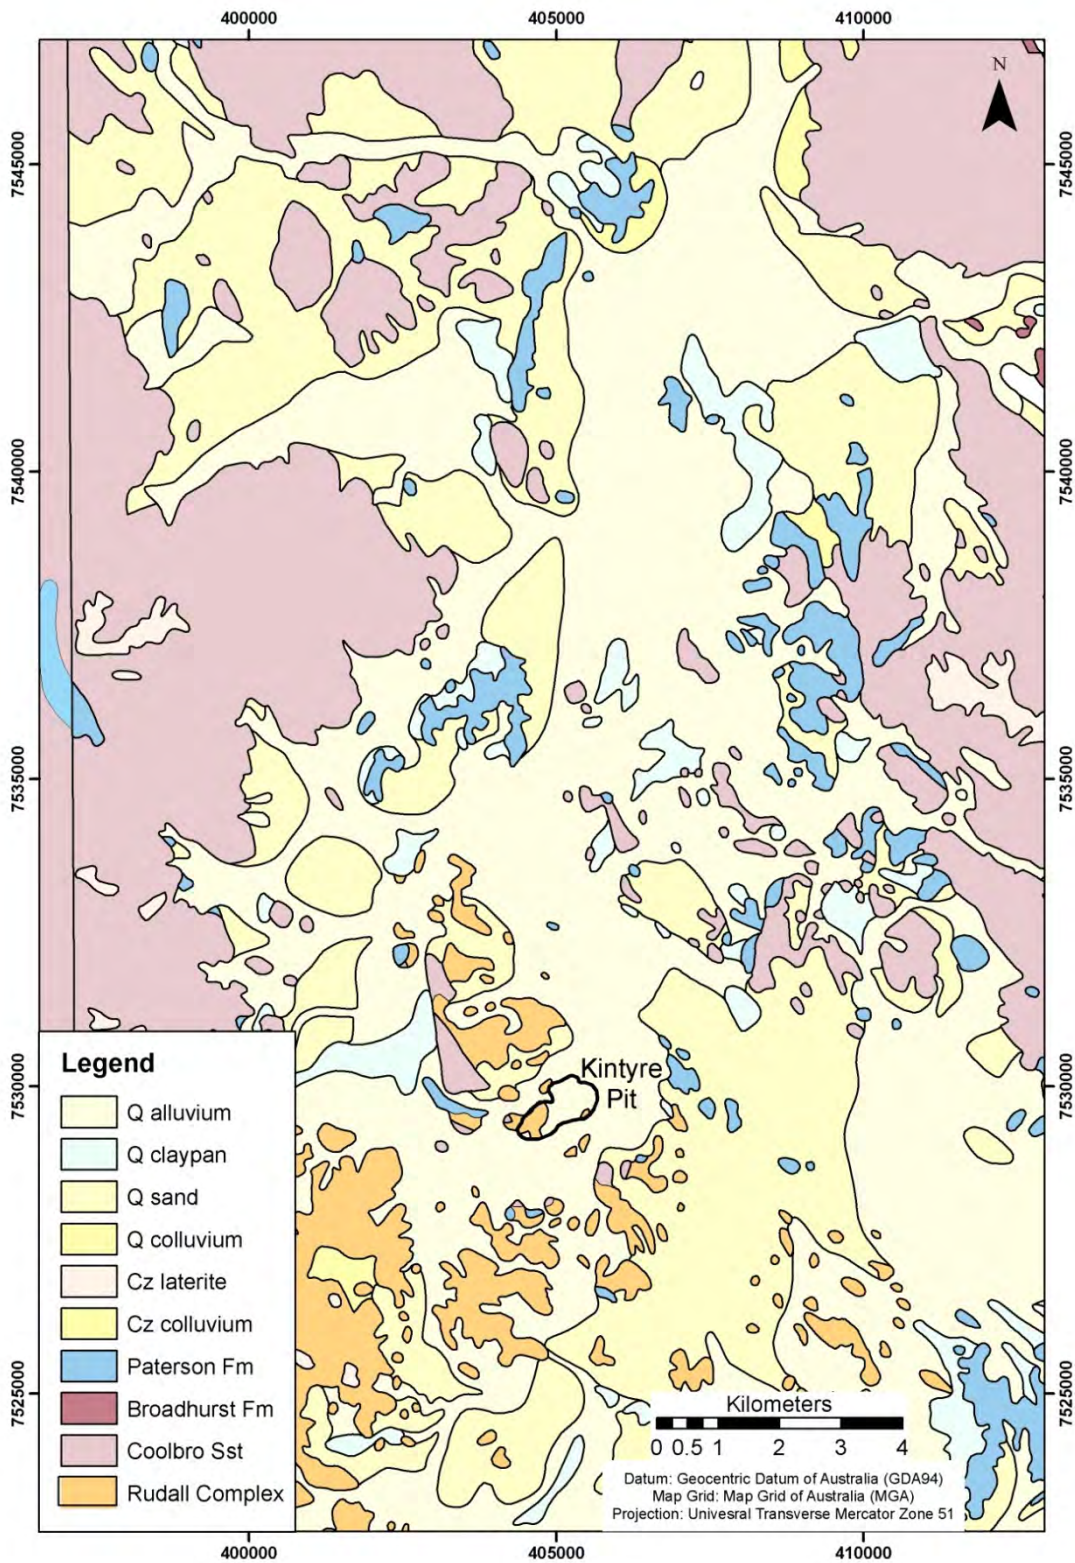 400000 405000 410000
N
7545000 7545000
Kintyre
Pit
7540000 7540000
7535000 7535000
7530000 7530000
7525000 7525000
Legend
Q alluvium
Q claypan
Q sand
Q colluvium
Cz laterite
Cz colluvium
Paterson Fm
Broadhurst Fm
Coolbro Sst
Rudall Complex
Kilometers
0 0.5 1 2 3 4
Datum: Geocentric Datum of Australia (GDA94)
Map Grid: Map Grid of Australia (MGA)
Projection: Univesral Transverse Mercator Zone 51
400000 405000 410000